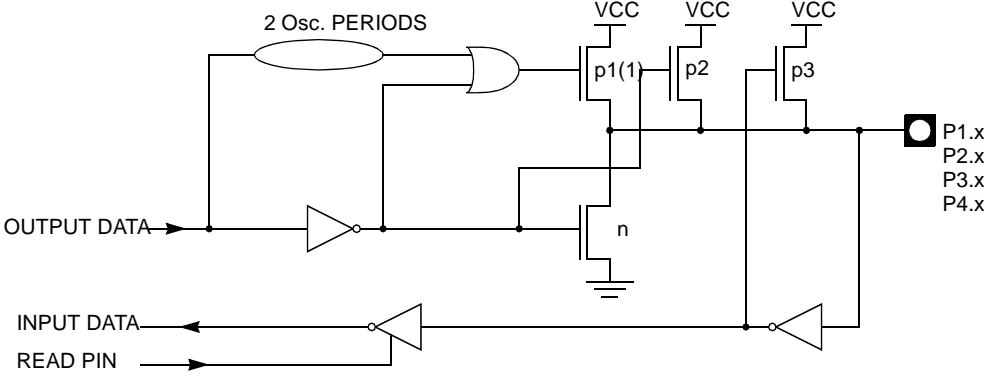 2 Osc. PERIODS
VCC
VCC
VCC
p1(1)
p2
p3
P1.x
P2.x
P3.x
P4.x
OUTPUT DATA
n
INPUT DATA
READ PIN